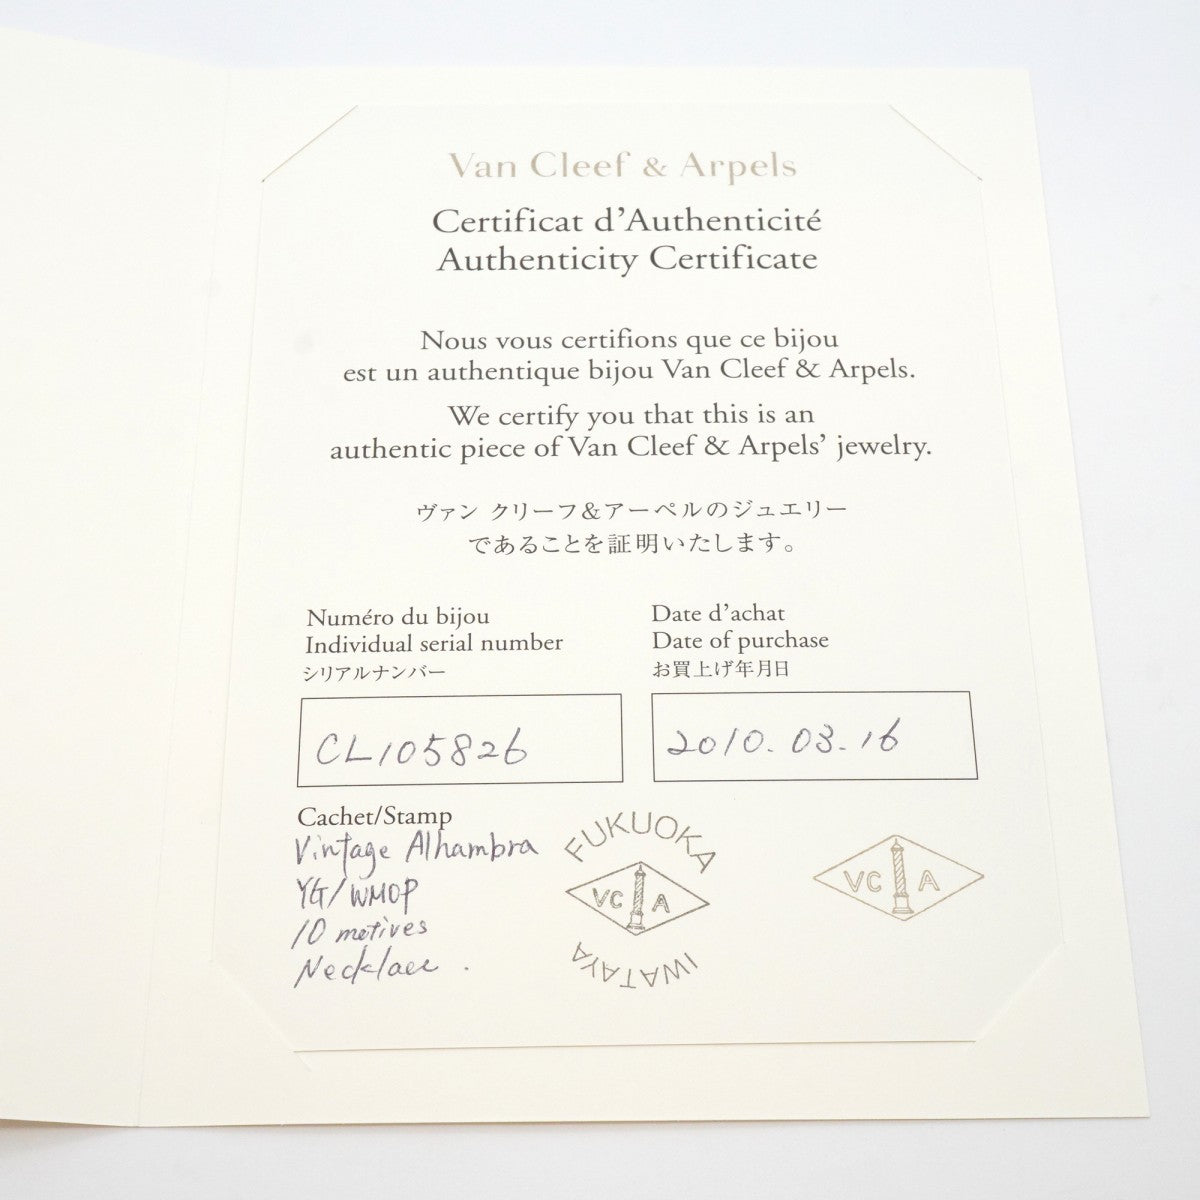 Van Cleef & Arpels
Certificat d'Authenticité
Authenticity Certificate
Nous vous certifions que ce bijou
est un authentique bijou Van Cleef & Arpels.
We certify you that this is an
authentic piece of Van Cleef & Arpels' jewelry.
ヴァン クリーフ&アーペルのジュエリー
であることを証明いたします。
Numéro du bijou
Individual serial number
シリアルナンバー
CL105826
Date d'achat
Date of purchase
お買上げ年月日
2010.03.16
Cachet/Stamp
Vintage Alhambra
YG/WMOP
10 motives
Necklace.
FUKUOKA
VC A
IWATAYA
VC A